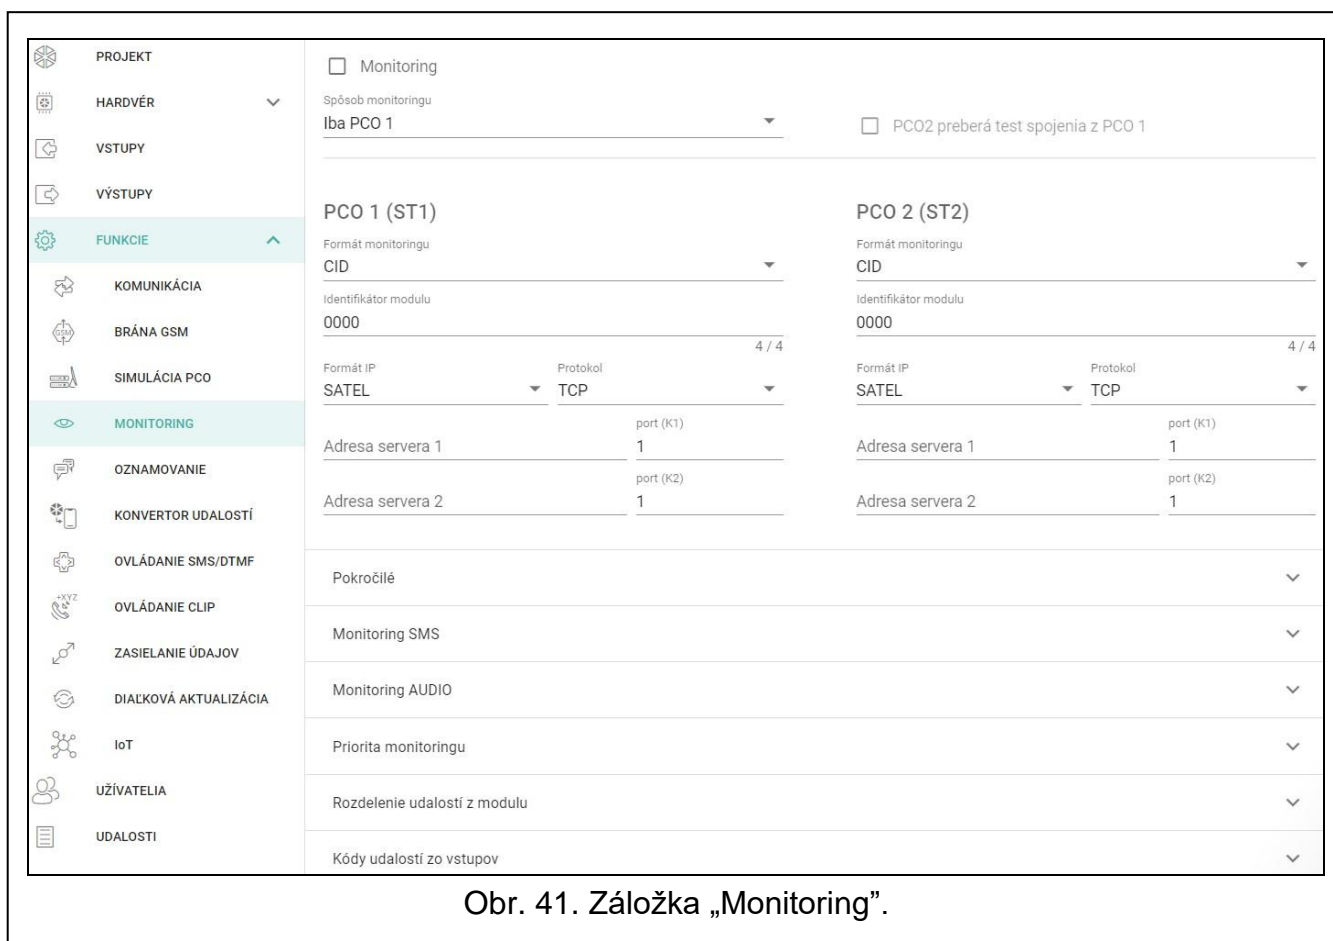 PROJEKT
HARDVÉR
VSTUPY
VÝSTUPY
FUNKCIE
KOMUNIKÁCIA
GSM
BRÁNA GSM
SIMULÁCIA PCO
MONITORING
OZNAMOVANIE
KONVERTOR UDALOSTÍ
OVLÁDANIE SMS/DTMF
+XYZ
OVLÁDANIE CLIP
ZASIELANIE ÚDAJOV
DIAĽKOVÁ AKTUALIZÁCIA
IoT
UŽÍVATELIA
UDALOSTI
Monitoring
Spôsob monitoringu
Iba PCO 1
PCO2 preberá test spojenia z PCO 1
PCO 1 (ST1)
Formát monitoringu
CID
Identifikátor modulu
0000
4 / 4
Formát IP Protokol
SATEL TCP
port (K1)
Adresa servera 1 1
port (K2)
Adresa servera 2 1
PCO 2 (ST2)
Formát monitoringu
CID
Identifikátor modulu
0000
4 / 4
Formát IP Protokol
SATEL TCP
port (K1)
Adresa servera 1 1
port (K2)
Adresa servera 2 1
Pokročilé
Monitoring SMS
Monitoring AUDIO
Priorita monitoringu
Rozdelenie udalostí z modulu
Kódy udalostí zo vstupov
Obr. 41. Záložka „Monitoring”.